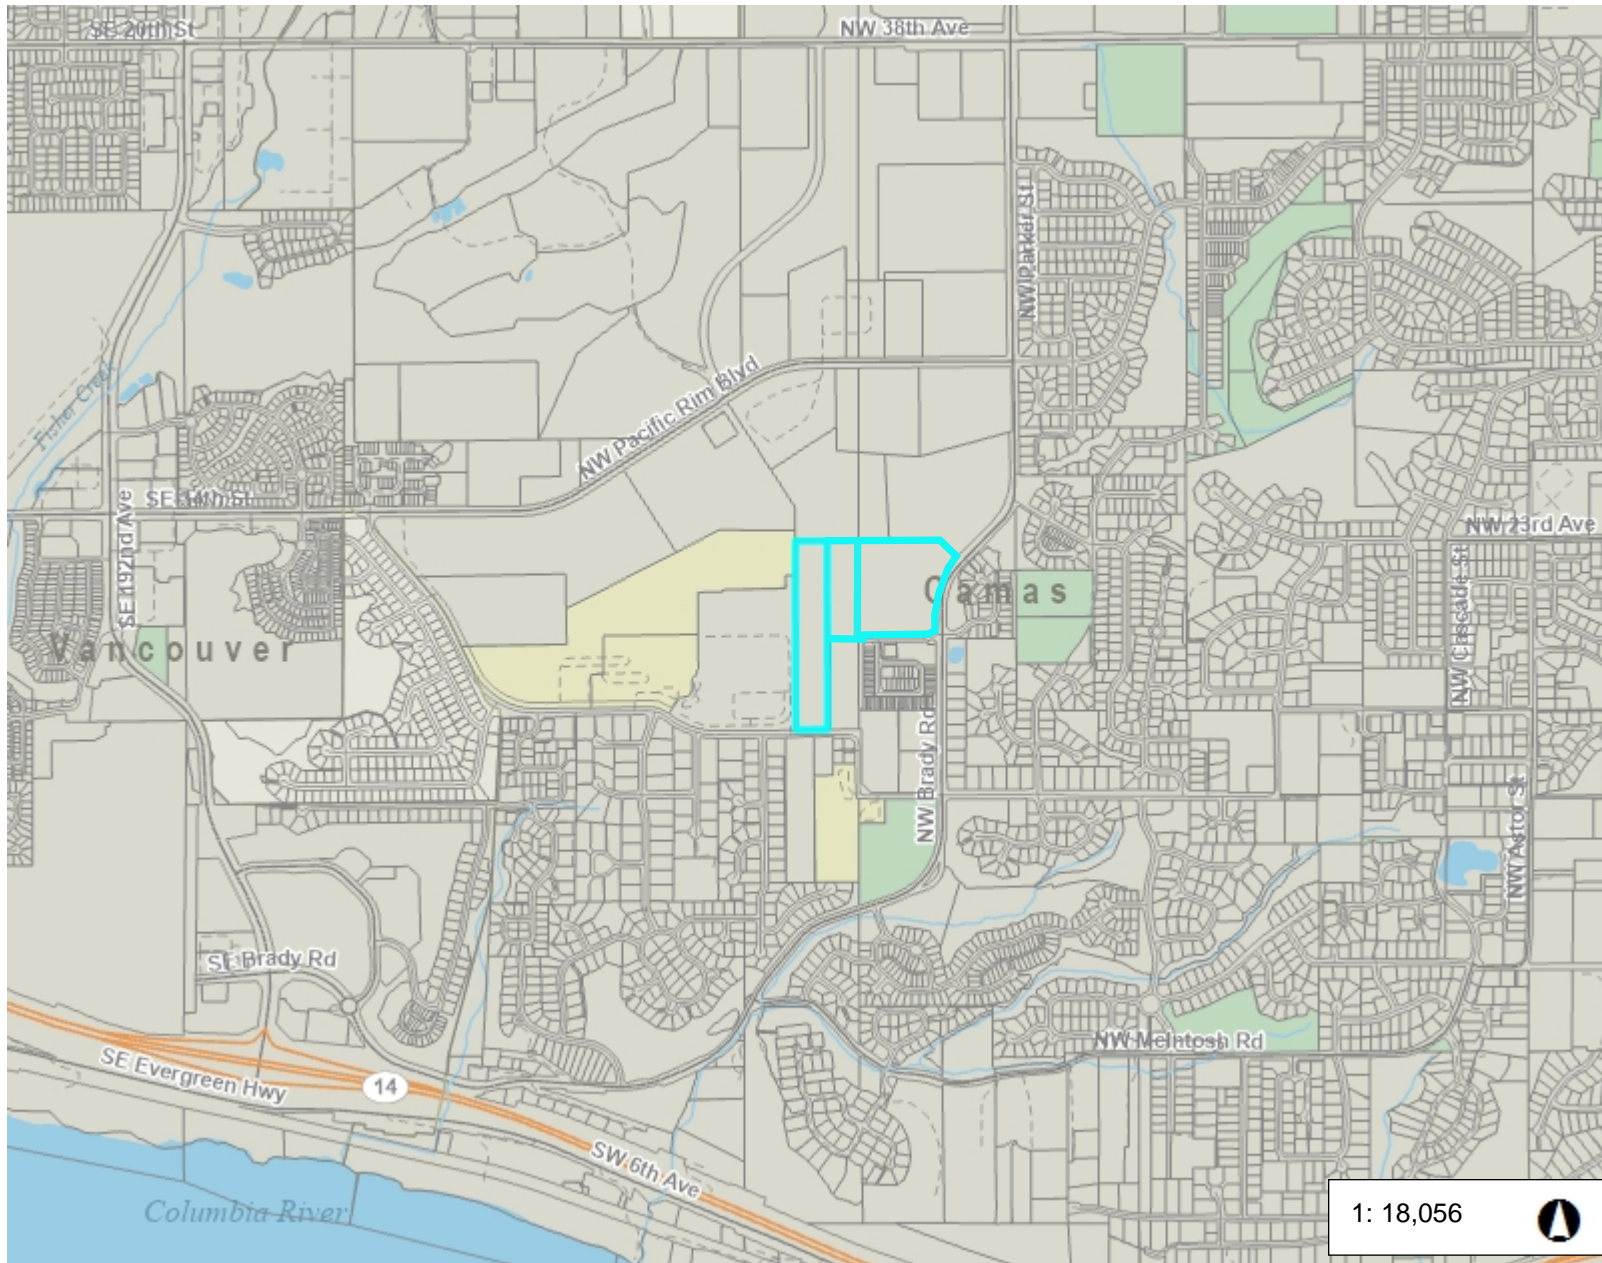 SE 20th St
NW 38th Ave
NW Parker St
Fisher Creek
NW Pacific Rim Blvd
SE 34th St
SE 192nd Ave
NW 23rd Ave
Camas
Vancouver
NW Cascade St
NW Brady Rd
NW Astor St
SE Brady Rd
NW McIntosh Rd
SE Evergreen Hwy
14
SW 6th Ave
Columbia River
1: 18,056